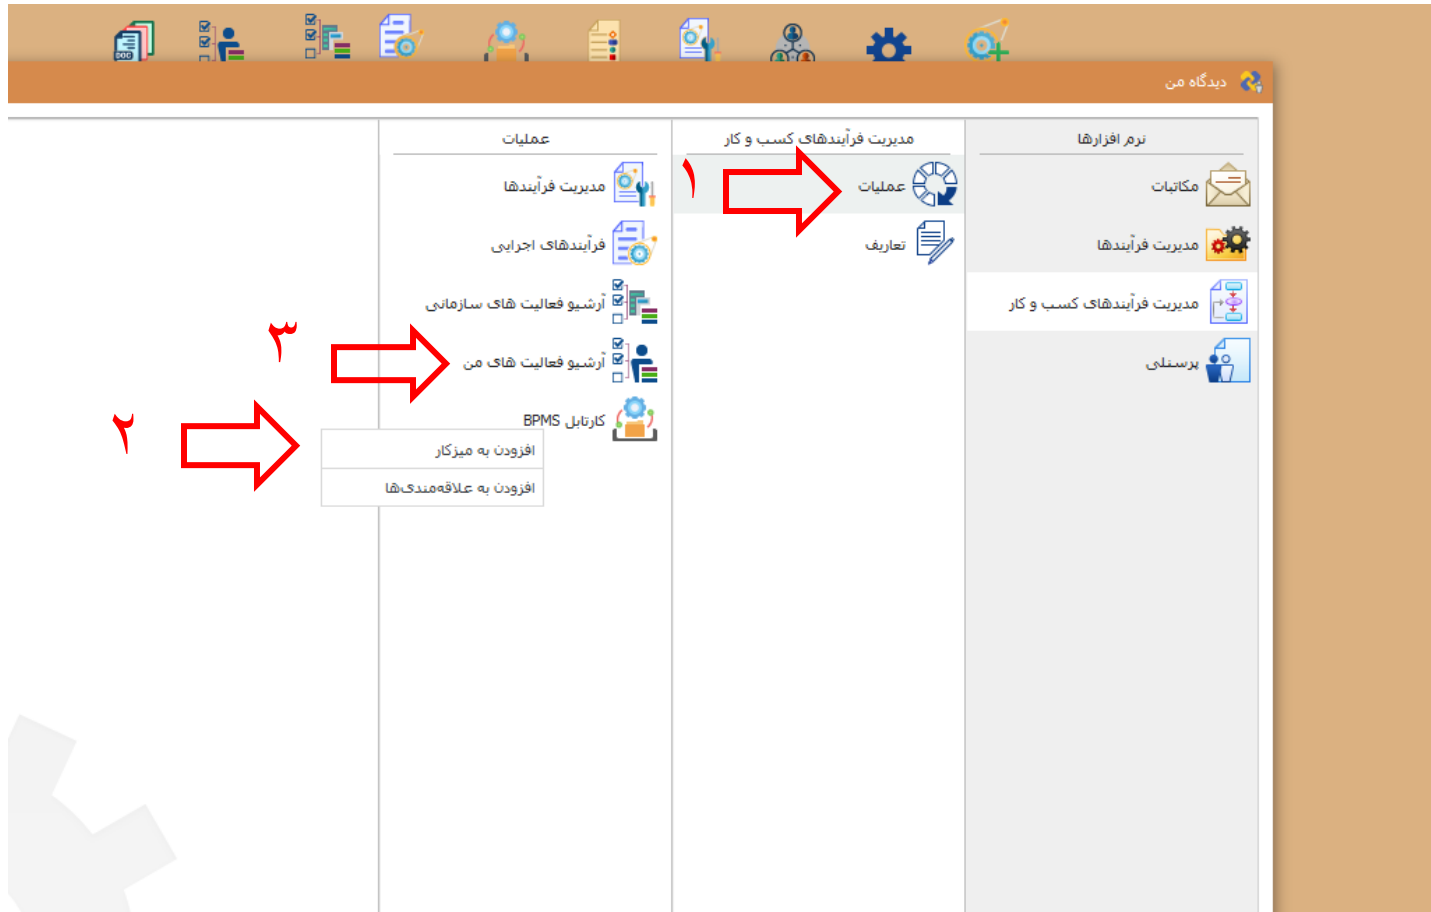 DOC
دیدگاه من
نرم افزارها
مکاتبات
مدیریت فرآیندها
مدیریت فرآیندهای کسب و کار
پرسنلی
مدیریت فرآیندهای کسب و کار
عملیات
تعاریف
۱
عملیات
مدیریت فرآیندها
فرآیندهای اجرایی
آرشیو فعالیت های سازمانی
آرشیو فعالیت های من
کارتابل BPMS
۳
افزودن به میزکار
افزودن به علاقه‌مندی‌ها
۲